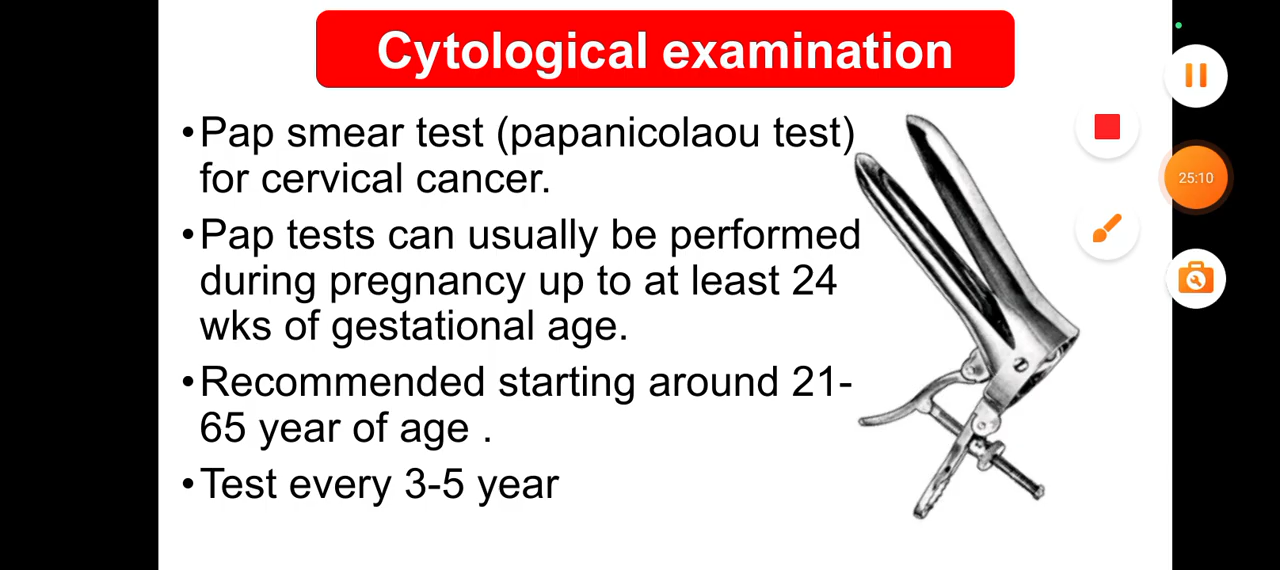 Cytological examination
•Pap smear test (papanicolaou test)
for cervical cancer.
•Pap tests can usually be performed
during pregnancy up to at least 24
wks of gestational age.
•Recommended starting around 21-
65 year of age .
•Test every 3-5 year
25:10